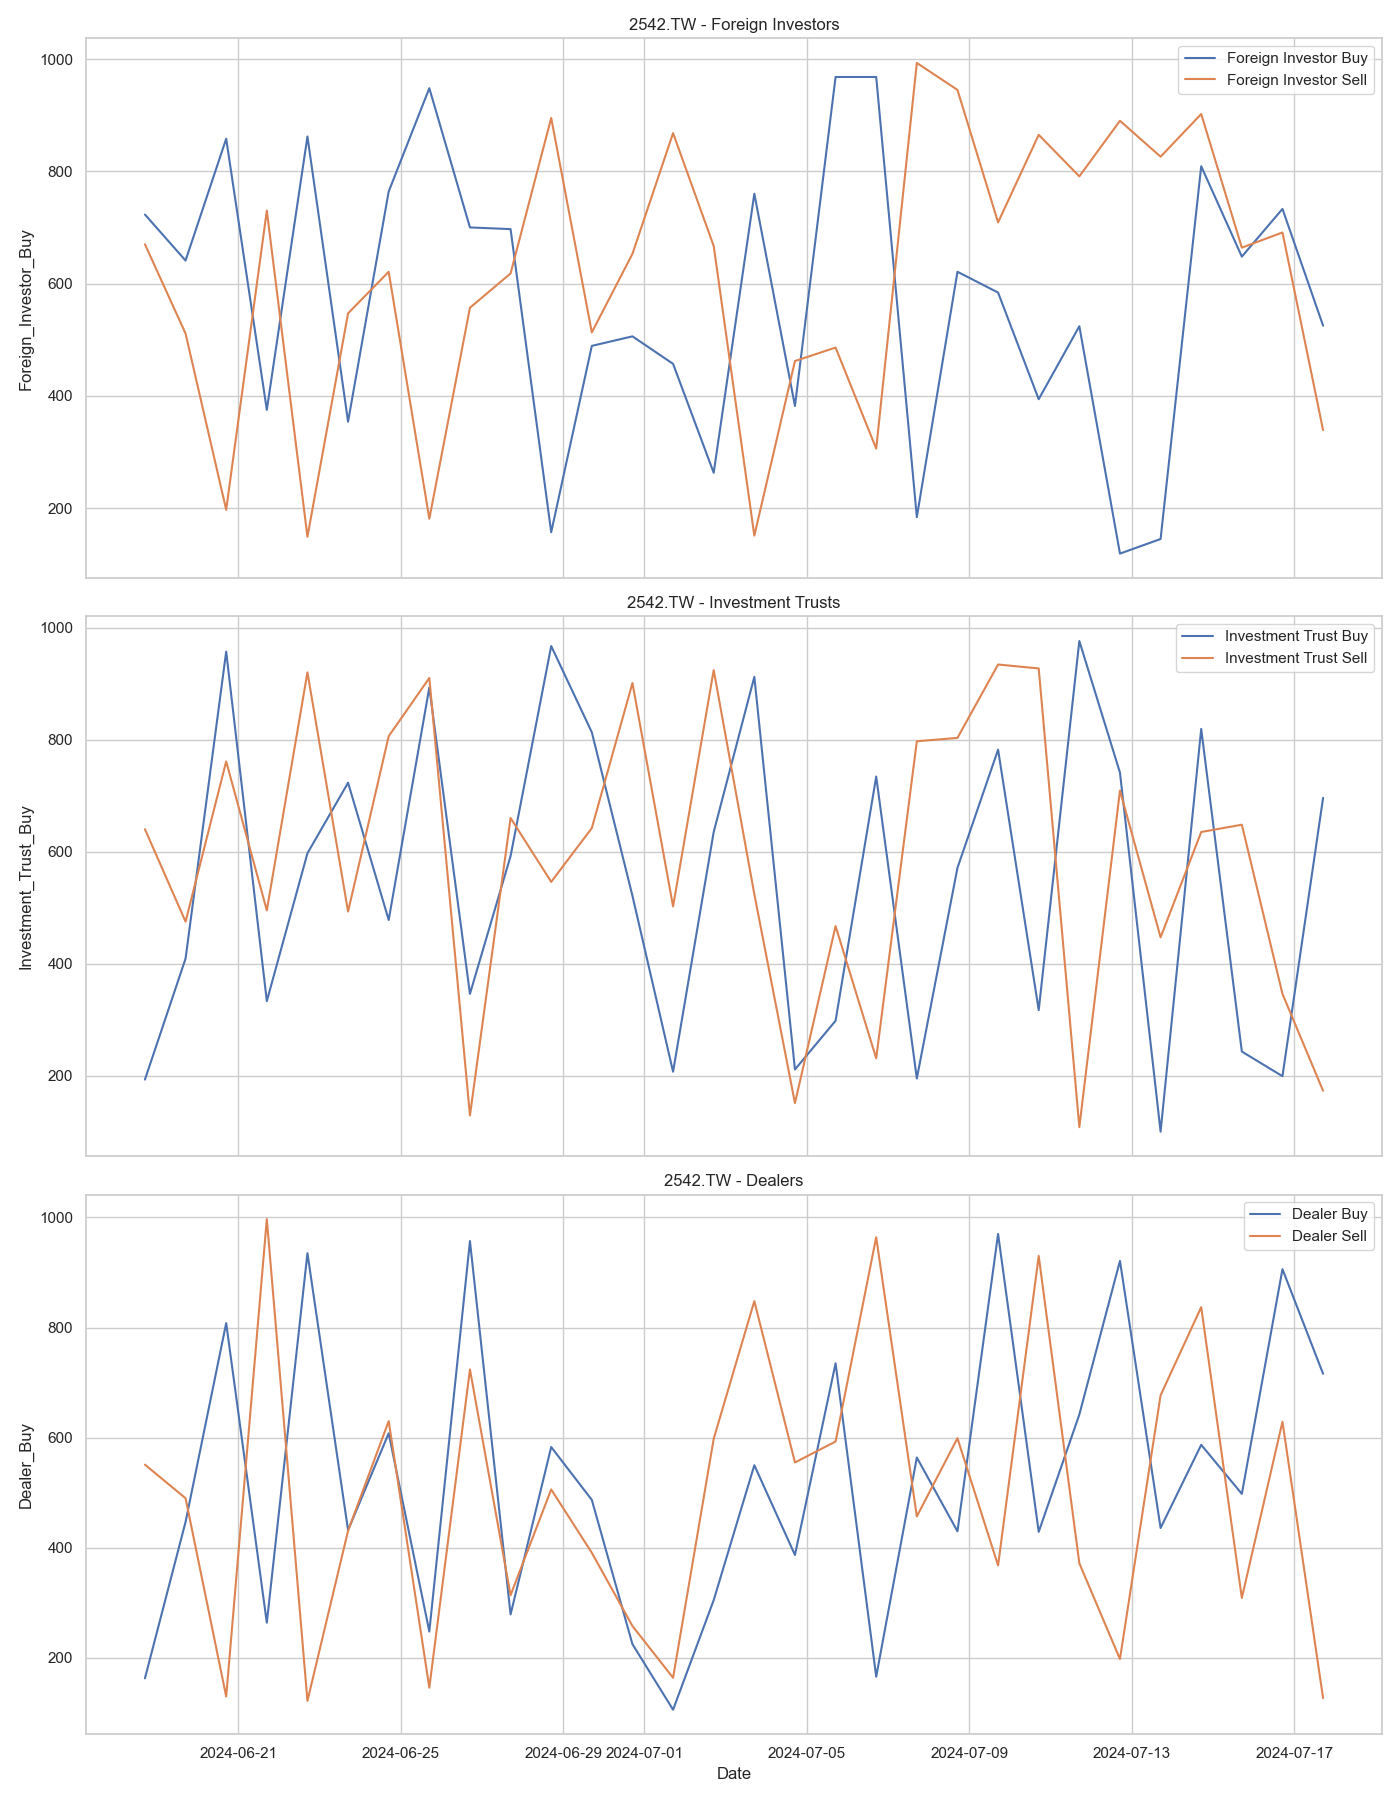 2542.TW - Foreign Investors
Foreign Investor Buy
Foreign Investor Sell
Foreign_Investor_Buy
1000
800
600
400
200
2542.TW - Investment Trusts
Investment Trust Buy
Investment Trust Sell
Investment_Trust_Buy
1000
800
600
400
200
2542.TW - Dealers
Dealer Buy
Dealer Sell
Dealer_Buy
1000
800
600
400
200
2024-06-21 2024-06-25 2024-06-29 2024-07-01 2024-07-05 2024-07-09 2024-07-13 2024-07-17
Date